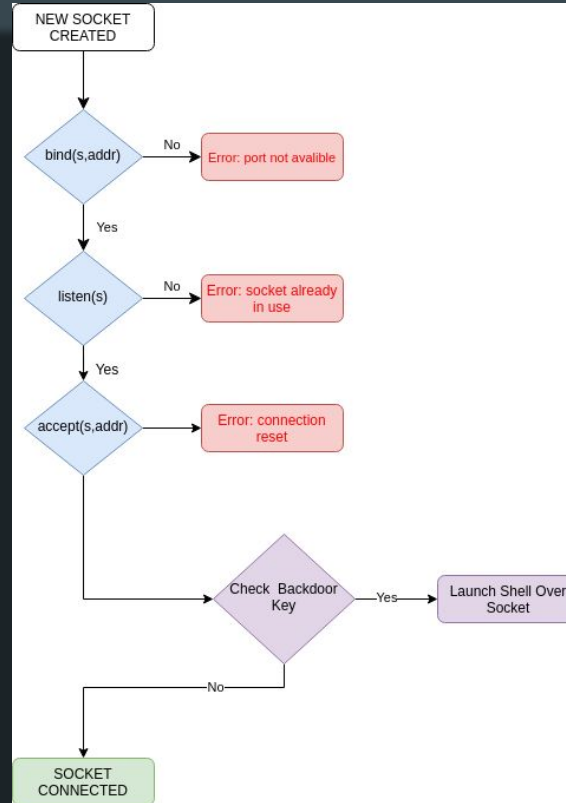 NEW SOCKET
CREATED
bind(s,addr)
No
Error: port not avalible
Yes
listen(s)
No
Error: socket already
in use
Yes
accept(s,addr)
Error: connection
reset
Check Backdoor
Key
Yes
Launch Shell Over
Socket
No
SOCKET
CONNECTED